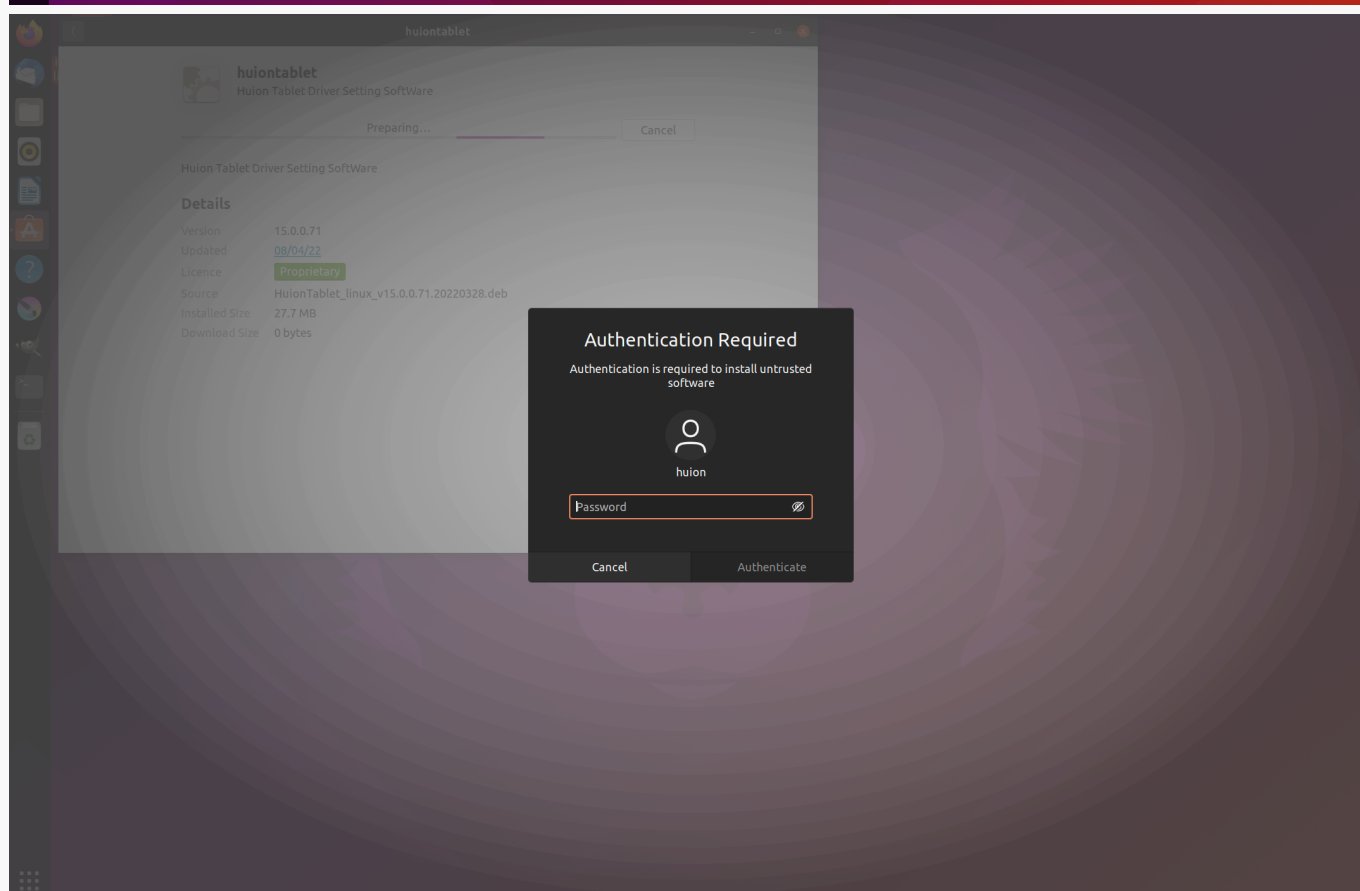 huiontablet
huiontablet
Huion Tablet Driver Setting SoftWare
Preparing...
Cancel
Huion Tablet Driver Setting SoftWare
Details
Version 15.0.0.71
Updated 08/04/22
Licence Proprietary
Source HuionTablet_linux_v15.0.0.71.20220328.deb
Installed Size 27.7 MB
Download Size 0 bytes
Authentication Required
Authentication is required to install untrusted
software
huion
Password
Cancel
Authenticate